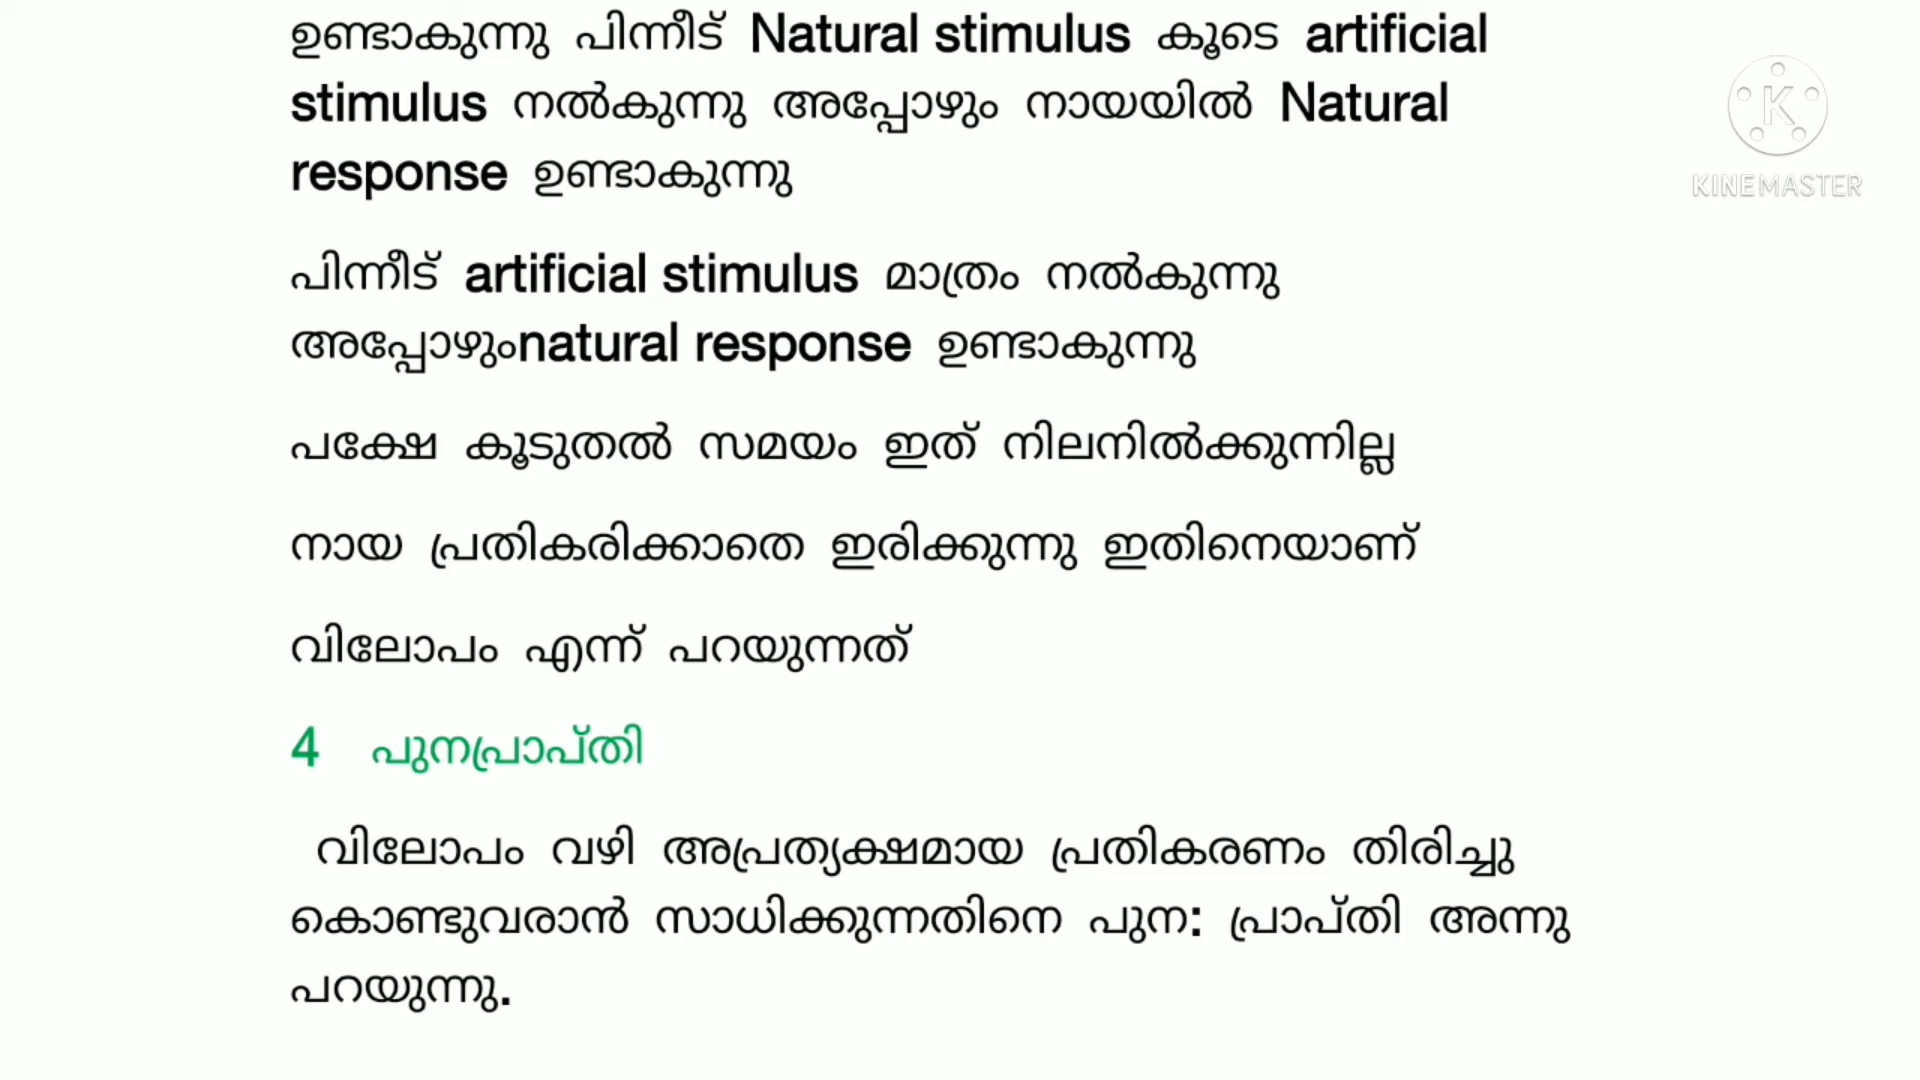 ഉണ്ടാകുന്നു പിന്നീട് Natural stimulus കൂടെ artificial
stimulus നൽകുന്നു അപ്പോഴും നായയിൽ Natural
response ഉണ്ടാകുന്നു
പിന്നീട് artificial stimulus മാത്രം നൽകുന്നു
അപ്പോഴുംnatural response ഉണ്ടാകുന്നു
പക്ഷേ കൂടുതൽ സമയം ഇത് നിലനിൽക്കുന്നില്ല
നായ പ്രതികരിക്കാതെ ഇരിക്കുന്നു ഇതിനെയാണ്
വിലോപം എന്ന് പറയുന്നത്
4 പുനപ്രാപ്തി
വിലോപം വഴി അപ്രത്യക്ഷമായ പ്രതികരണം തിരിച്ചു
കൊണ്ടുവരാൻ സാധിക്കുന്നതിനെ പുന: പ്രാപ്തി അന്നു
പറയുന്നു.
K
KINEMASTER